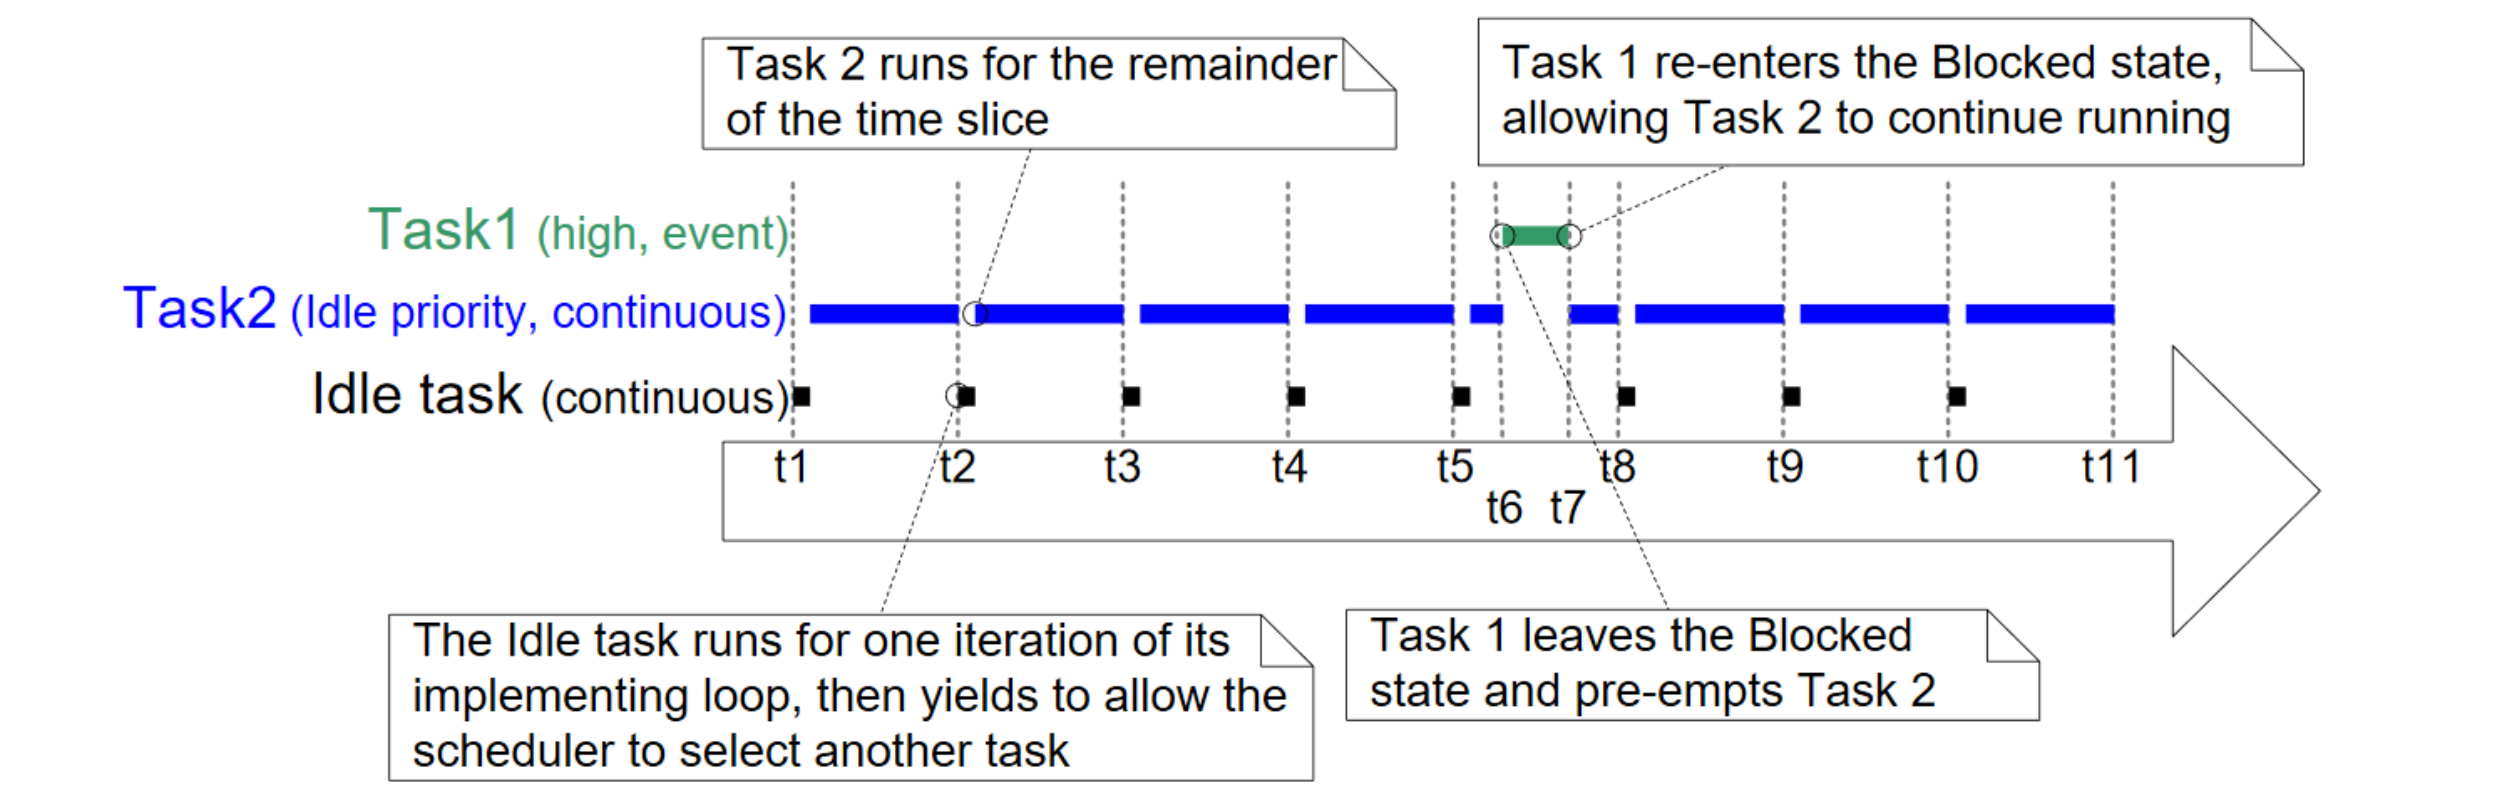 Task 2 runs for the remainder
of the time slice
Task 1 re-enters the Blocked state,
allowing Task 2 to continue running
Task1 (high, event)
Task2 (Idle priority, continuous)
Idle task (continuous)
t1 t2 t3 t4 t5 t8 t9 t10 t11
t6 t7
The Idle task runs for one iteration of its
implementing loop, then yields to allow the
scheduler to select another task
Task 1 leaves the Blocked
state and pre-empts Task 2